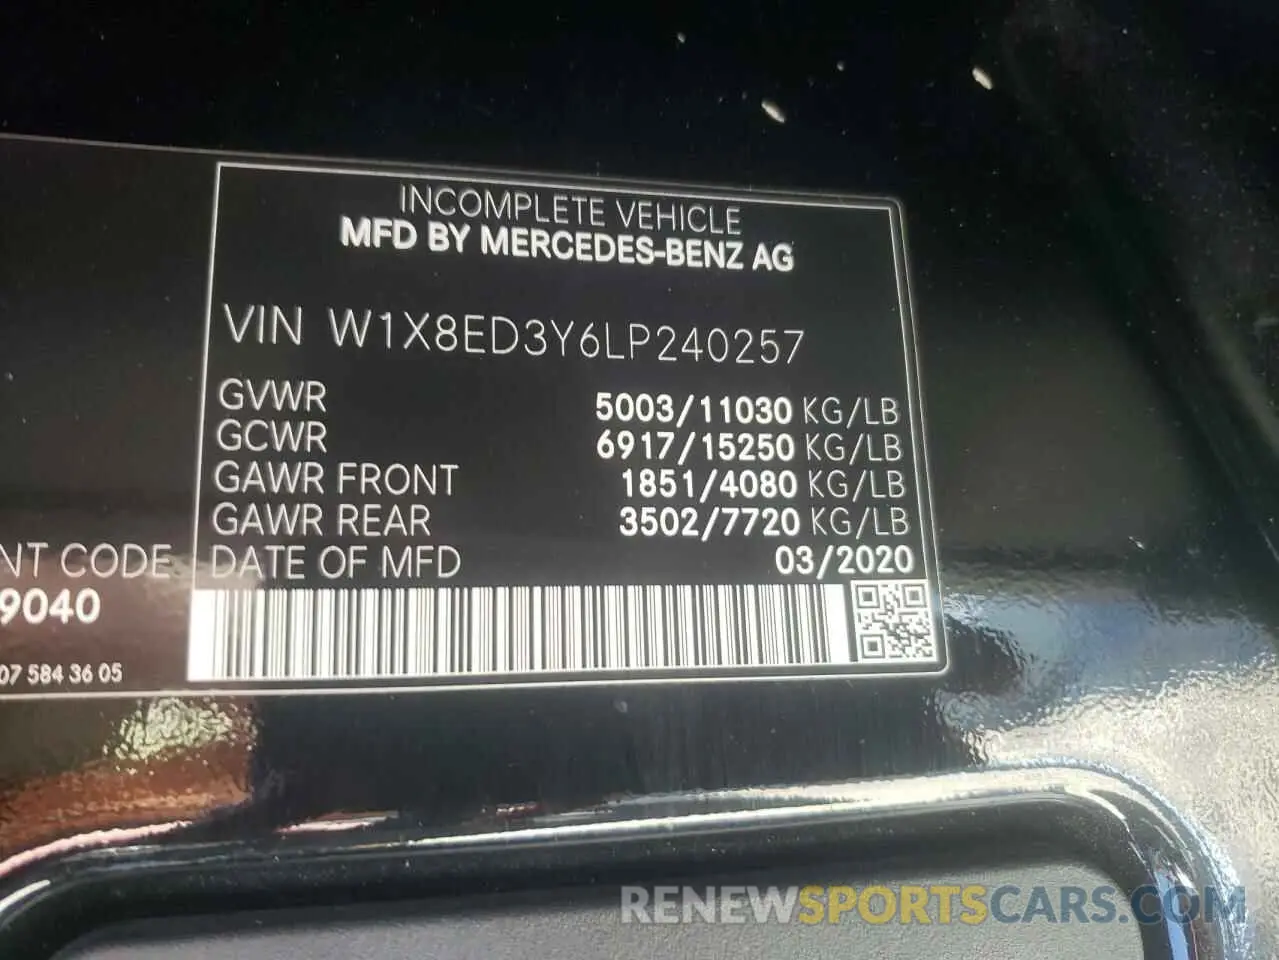 INCOMPLETE VEHICLE
MFD BY MERCEDES-BENZ AG
VIN W1X8ED3Y6LP240257
GVWR 5003/11030 KG/LB
GCWR 6917/15250 KG/LB
GAWR FRONT 1851/4080 KG/LB
GAWR REAR 3502/7720 KG/LB
DATE OF MFD 03/2020
NT CODE
9040
07 584 36 05
RENEWSPORTSCARS.COM